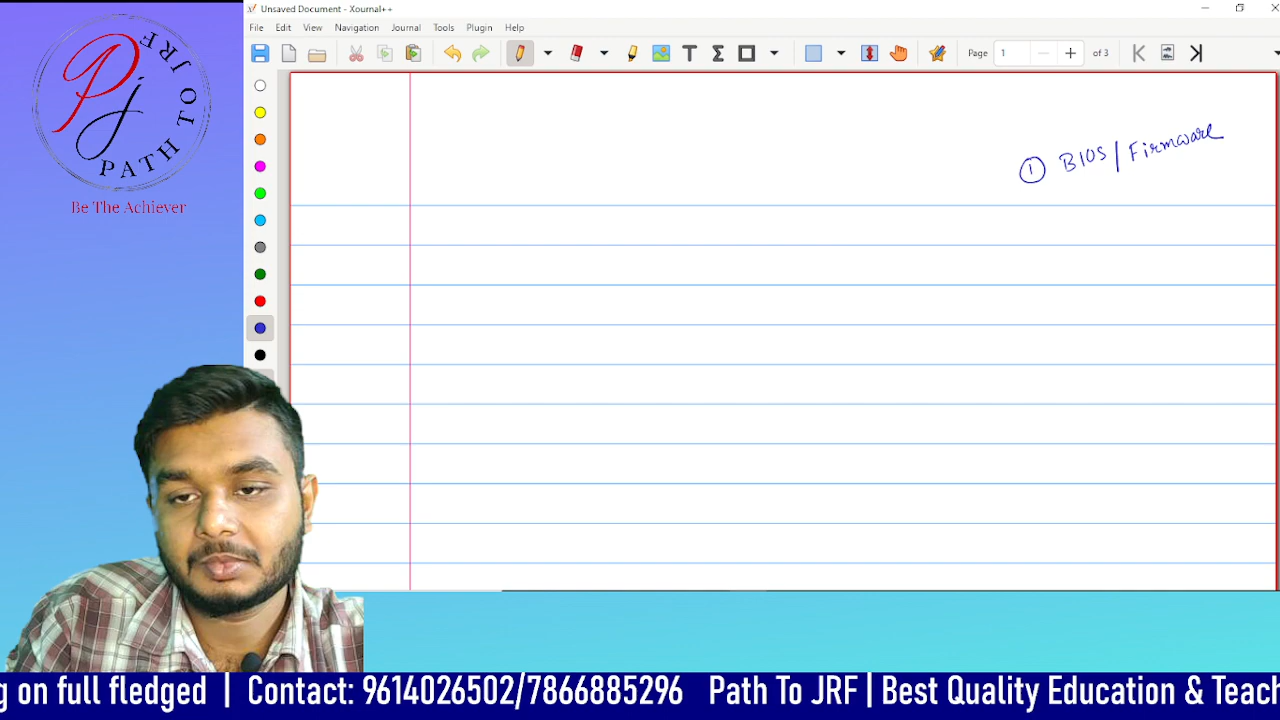 Unsaved Document - Xournal++
File Edit View Navigation Journal Tools Plugin Help
Page 1 of 3
PJ
PATH TO JRF
Be The Achiever
① BIOS / Firmware
g on full fledged | Contact: 9614026502/7866885296 Path To JRF | Best Quality Education & Teach